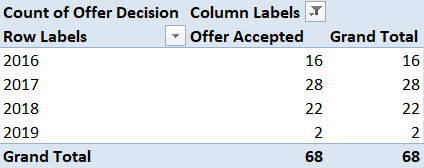 Count of Offer Decision Column Labels
Row Labels Offer Accepted Grand Total
2016 16 16
2017 28 28
2018 22 22
2019 2 2
Grand Total 68 68